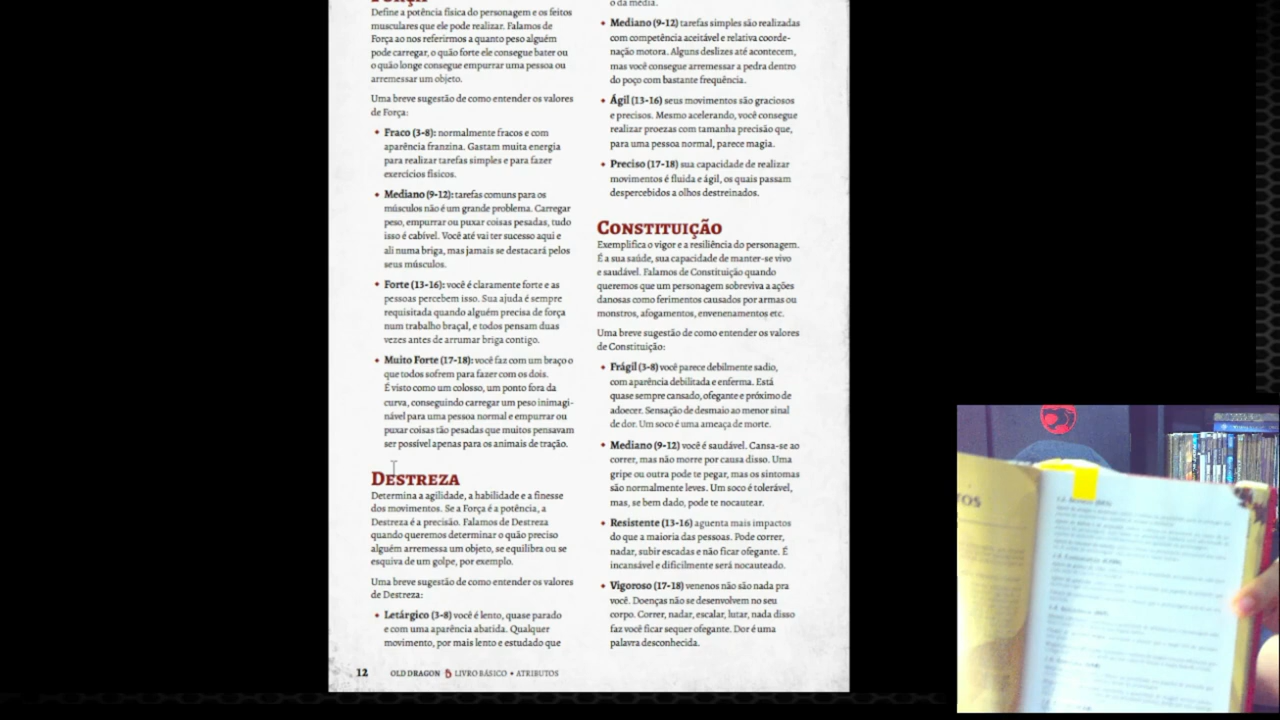 FORÇA
Define a potência física do personagem e os feitos
musculares que ele pode realizar. Falamos de
Força ao nos referirmos a quanto peso alguém
pode carregar, o quão forte ele consegue bater ou
o quão longe consegue empurrar uma pessoa ou
arremessar um objeto.
Uma breve sugestão de como entender os valores
de Força:
• Fraco (3-8): normalmente fracos e com
aparência franzina. Gastam muita energia
para realizar tarefas simples e para fazer
exercícios físicos.
• Mediano (9-12): tarefas comuns para os
músculos não é um grande problema. Carregar
peso, empurrar ou puxar coisas pesadas, tudo
isso é cabível. Você até vai ter sucesso aqui e
ali numa briga, mas jamais se destacará pelos
seus músculos.
• Forte (13-16): você é claramente forte e as
pessoas percebem isso. Sua ajuda é sempre
requisitada quando alguém precisa de força
num trabalho braçal, e todos pensam duas
vezes antes de arrumar briga contigo.
• Muito Forte (17-18): você faz com um braço o
que todos sofrem para fazer com os dois.
É visto como um colosso, um ponto fora da
curva, conseguindo carregar um peso inimagi-
nável para uma pessoa normal e empurrar ou
puxar coisas tão pesadas que muitos pensavam
ser possível apenas para os animais de tração.
DESTREZA
Determina a agilidade, a habilidade e a finesse
dos movimentos. Se a Força é a potência, a
Destreza é a precisão. Falamos de Destreza
quando queremos determinar o quão preciso
alguém arremessa um objeto, se equilibra ou se
esquiva de um golpe, por exemplo.
Uma breve sugestão de como entender os valores
de Destreza:
• Letárgico (3-8) você é lento, quase parado
e com uma aparência abatida. Qualquer
movimento, por mais lento e estudado que
o da média.
• Mediano (9-12) tarefas simples são realizadas
com competência aceitável e relativa coorde-
nação motora. Alguns deslizes até acontecem,
mas você consegue arremessar a pedra dentro
do poço com bastante frequência.
• Ágil (13-16) seus movimentos são graciosos
e precisos. Mesmo acelerando, você consegue
realizar proezas com tamanha precisão que,
para uma pessoa normal, parece magia.
• Preciso (17-18) sua capacidade de realizar
movimentos é fluida e ágil, os quais passam
despercebidos a olhos destreinados.
CONSTITUIÇÃO
Exemplifica o vigor e a resiliência do personagem.
É a sua saúde, sua capacidade de manter-se vivo
e saudável. Falamos de Constituição quando
queremos que um personagem sobreviva a ações
danosas como ferimentos causados por armas ou
monstros, afogamentos, envenenamentos etc.
Uma breve sugestão de como entender os valores
de Constituição:
• Frágil (3-8) você parece debilmente sadio,
com aparência debilitada e enferma. Está
quase sempre cansado, ofegante e próximo de
adoecer. Sensação de desmaio ao menor sinal
de dor. Um soco é uma ameaça de morte.
• Mediano (9-12) você é saudável. Cansa-se ao
correr, mas não morre por causa disso. Uma
gripe ou outra pode te pegar, mas os sintomas
são normalmente leves. Um soco é tolerável,
mas, se bem dado, pode te nocautear.
• Resistente (13-16) aguenta mais impactos
do que a maioria das pessoas. Pode correr,
nadar, subir escadas e não ficar ofegante. É
incansável e dificilmente será nocauteado.
• Vigoroso (17-18) venenos não são nada pra
você. Doenças não se desenvolvem no seu
corpo. Correr, nadar, escalar, lutar, nada disso
faz você ficar sequer ofegante. Dor é uma
palavra desconhecida.
12 OLD DRAGON LIVRO BÁSICO • ATRIBUTOS